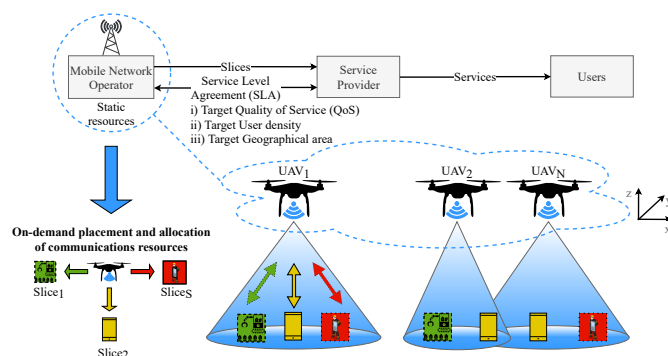 Slices
Mobile Network
Operator
Service Level
Agreement (SLA)
Service
Provider
Services
Users
Static
resources
i) Target Quality of Service (QoS)
ii) Target User density
iii) Target Geographical area
UAV1
UAV2
UAVN
z
y
x
On-demand placement and allocation
of communications resources
Slice1
SliceS
Slice2